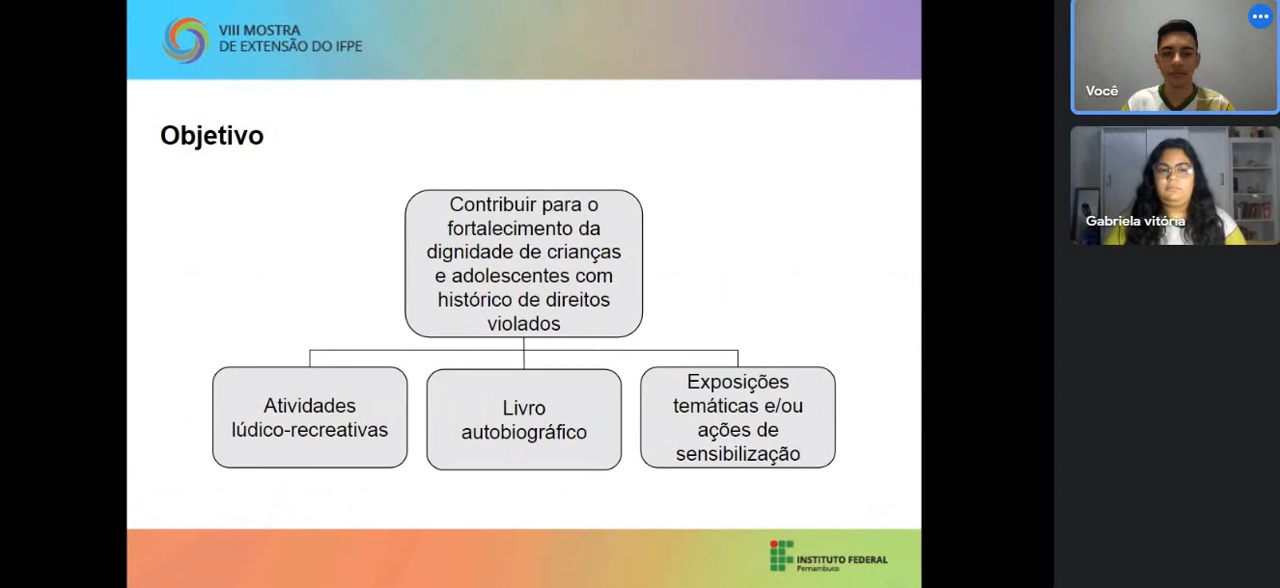 VIII MOSTRA
DE EXTENSÃO DO IFPE
Objetivo
Contribuir para o
fortalecimento da
dignidade de crianças
e adolescentes com
histórico de direitos
violados
Atividades
lúdico-recreativas
Livro
autobiográfico
Exposições
temáticas e/ou
ações de
sensibilização
INSTITUTO FEDERAL
Pernambuco
Você
Gabriela vitória